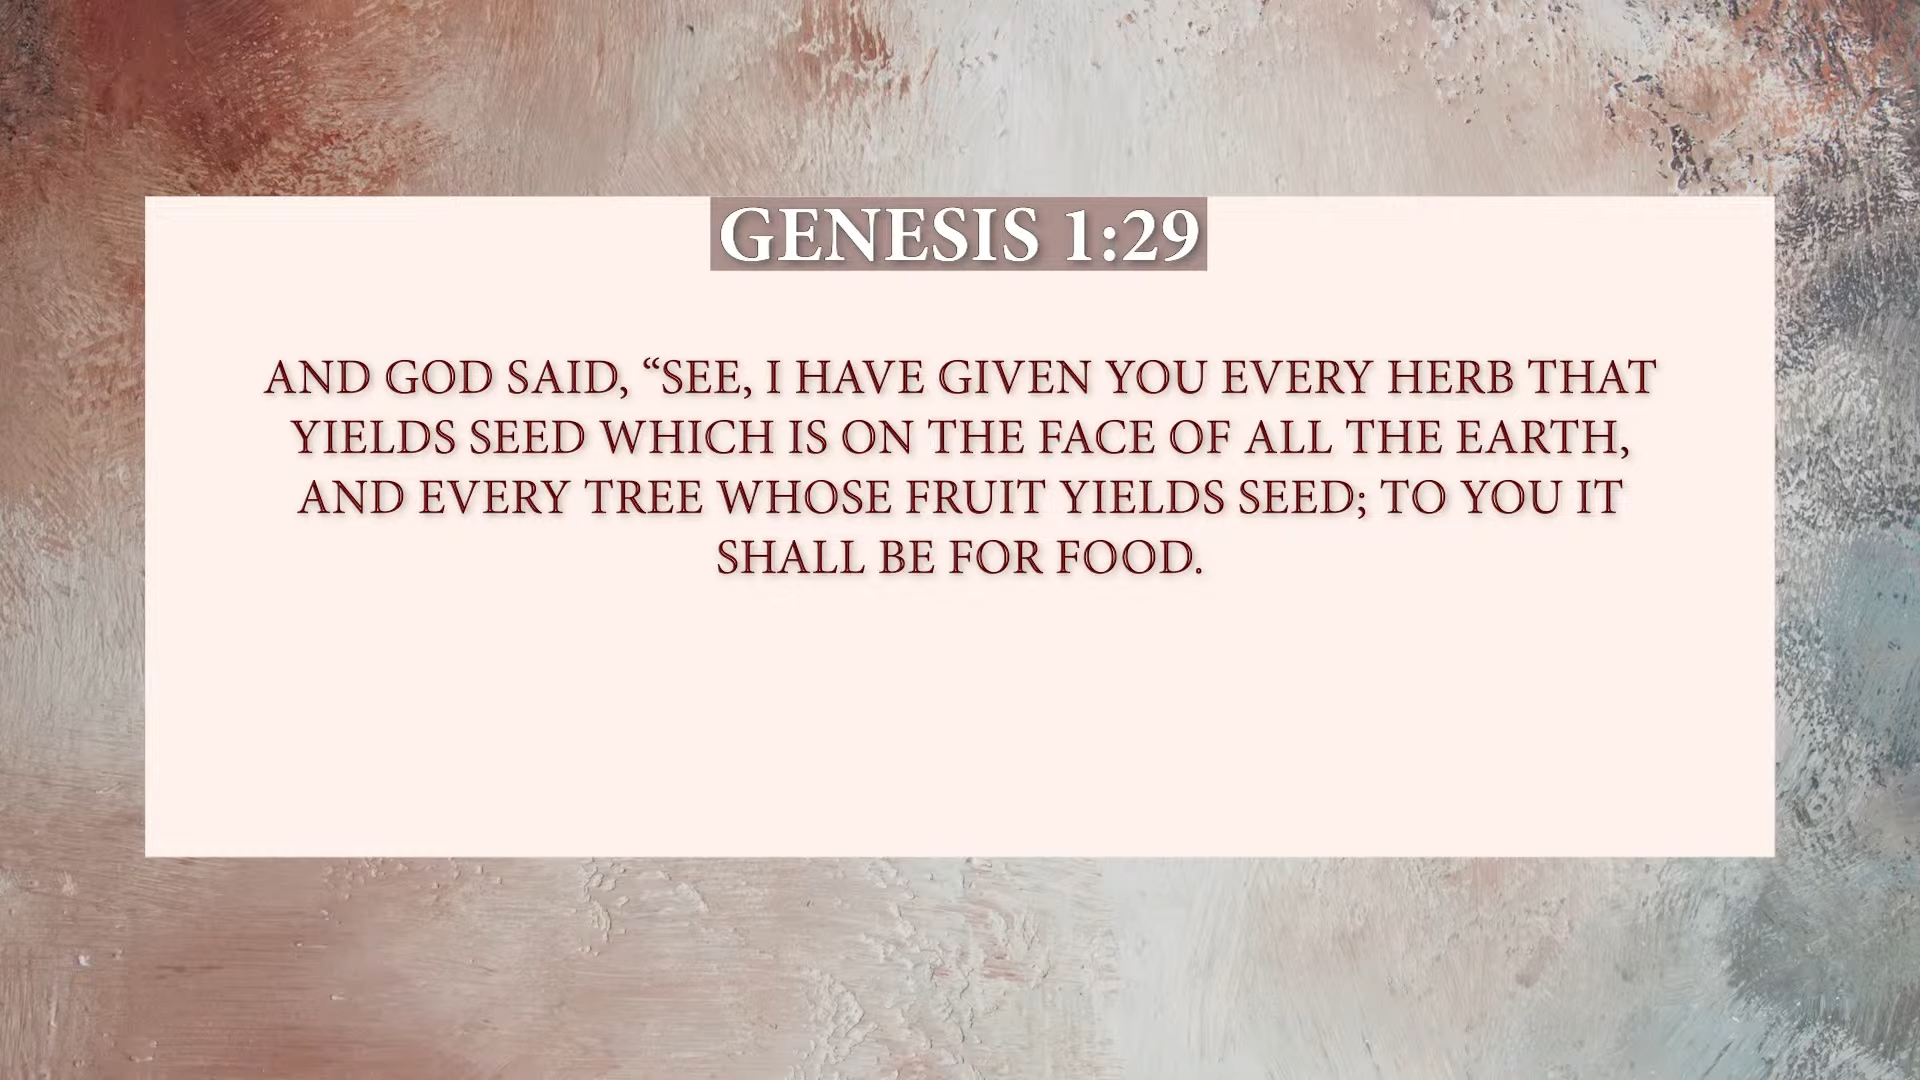 GENESIS 1:29
AND GOD SAID, “SEE, I HAVE GIVEN YOU EVERY HERB THAT
YIELDS SEED WHICH IS ON THE FACE OF ALL THE EARTH,
AND EVERY TREE WHOSE FRUIT YIELDS SEED; TO YOU IT
SHALL BE FOR FOOD.